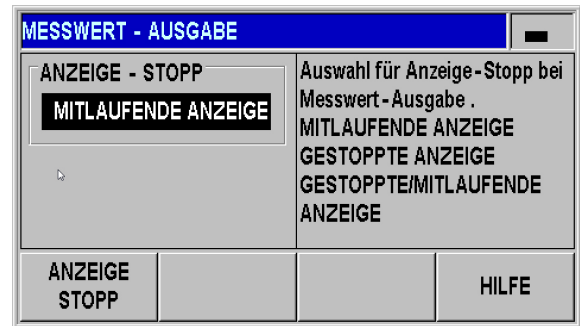 MESSWERT - AUSGABE
ANZEIGE - STOPP
MITLAUFENDE ANZEIGE
Auswahl für Anzeige-Stopp bei
Messwert-Ausgabe .
MITLAUFENDE ANZEIGE
GESTOPPTE ANZEIGE
GESTOPPTE/MITLAUFENDE
ANZEIGE
ANZEIGE
STOPP
HILFE